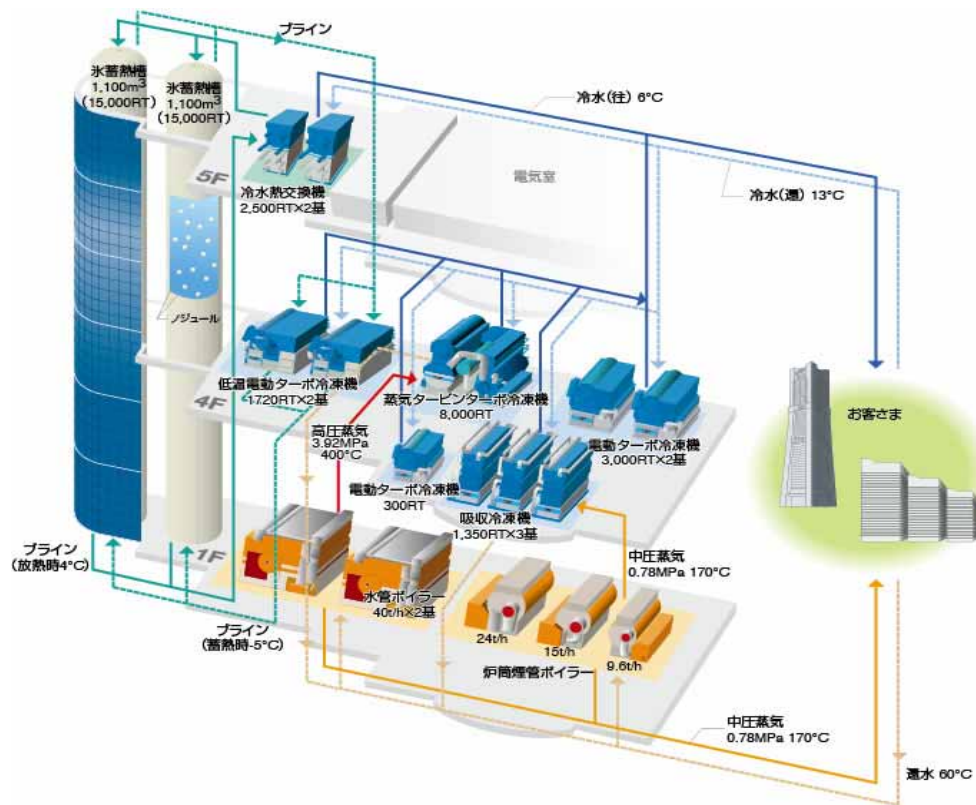 ブライン
氷蓄熱槽
1,100m3
(15,000RT)
氷蓄熱槽
1,100m3
(15,000RT)
冷水(往) 6°C
冷水(還) 13°C
5F
冷水熱交換機
2,500RT×2基
電気室
ノジュール
低温電動ターボ冷凍機
1720RT×2基
蒸気タービンターボ冷凍機
8,000RT
4F
高圧蒸気
3.92MPa
400°C
電動ターボ冷凍機
3,000RT×2基
お客さま
電動ターボ冷凍機
300RT
吸収冷凍機
1,350RT×3基
1F
ブライン
(放熱時4°C)
中圧蒸気
0.78MPa 170°C
水管ボイラー
40t/h×2基
ブライン
(蓄熱時-5°C)
24t/h
15t/h
9.6t/h
炉筒煙管ボイラー
中圧蒸気
0.78MPa 170°C
還水 60°C